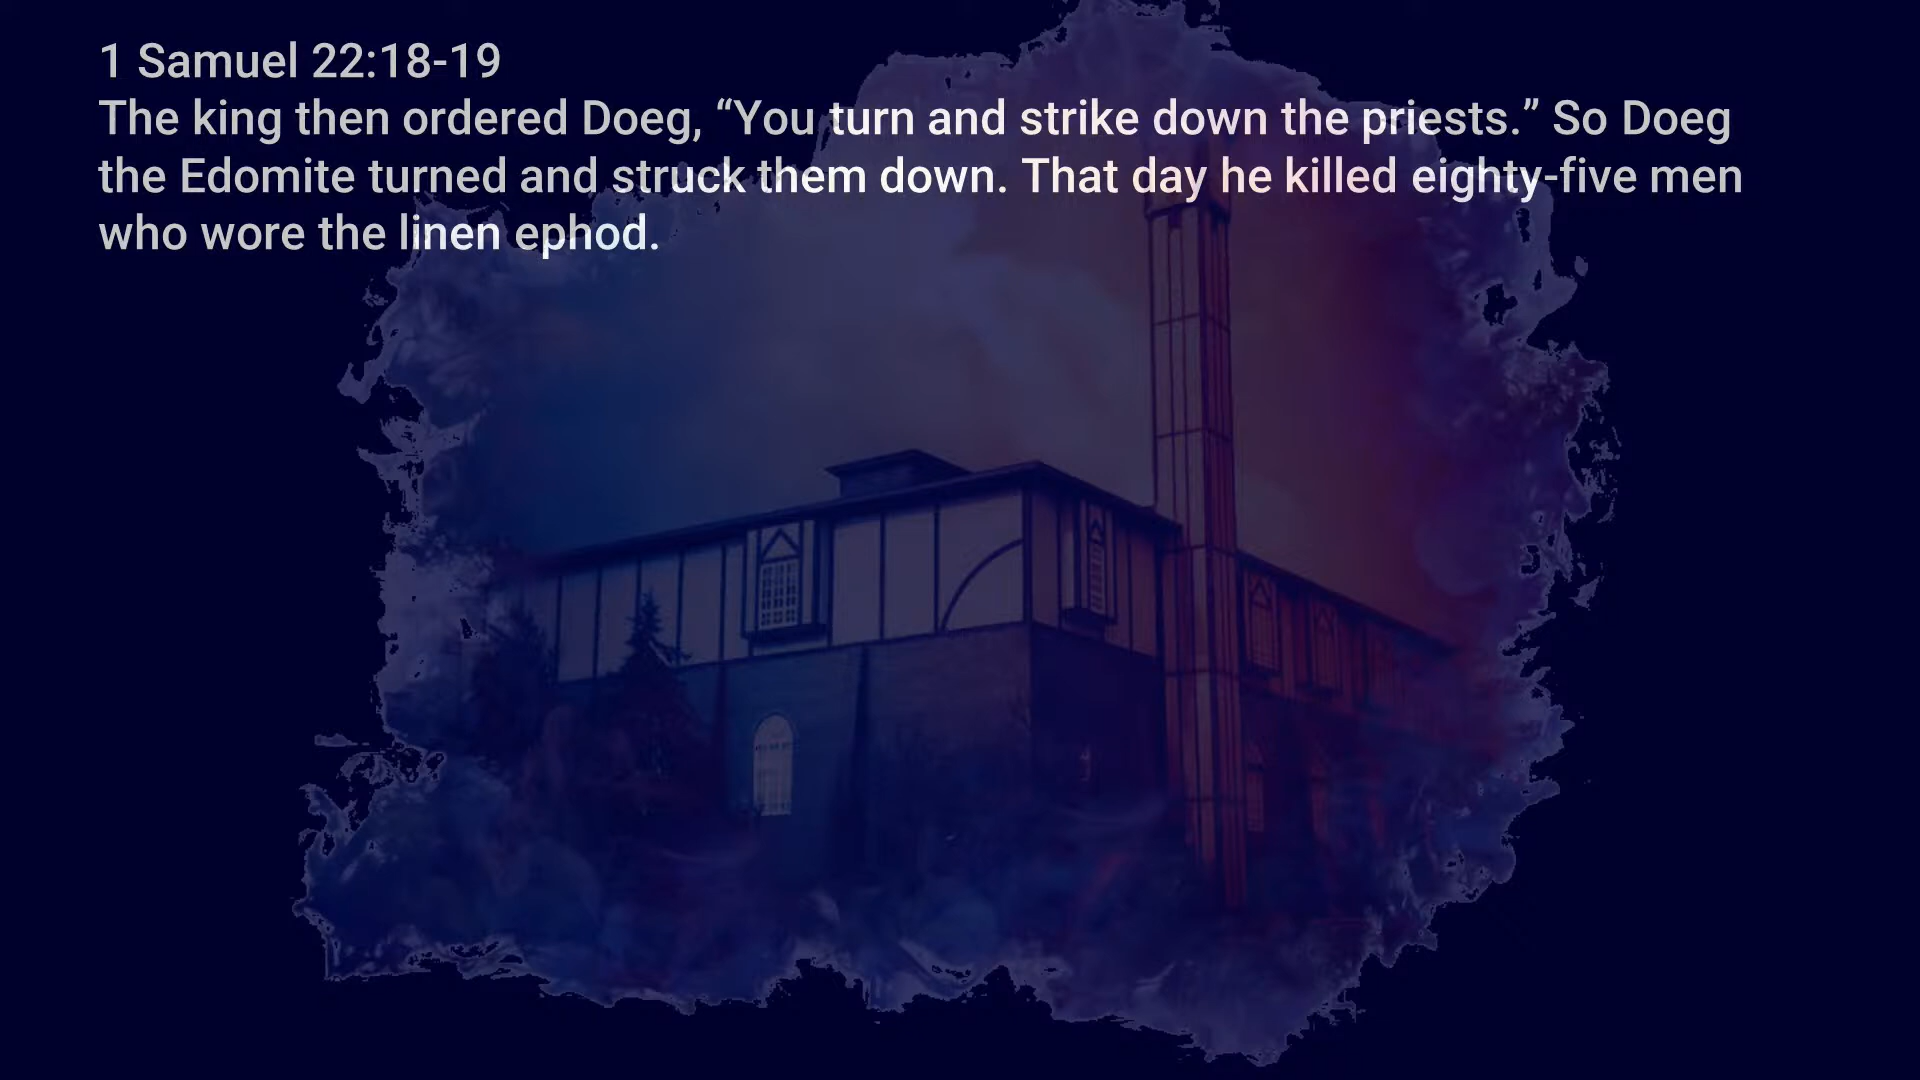 1 Samuel 22:18-19
The king then ordered Doeg, “You turn and strike down the priests.” So Doeg
the Edomite turned and struck them down. That day he killed eighty-five men
who wore the linen ephod.